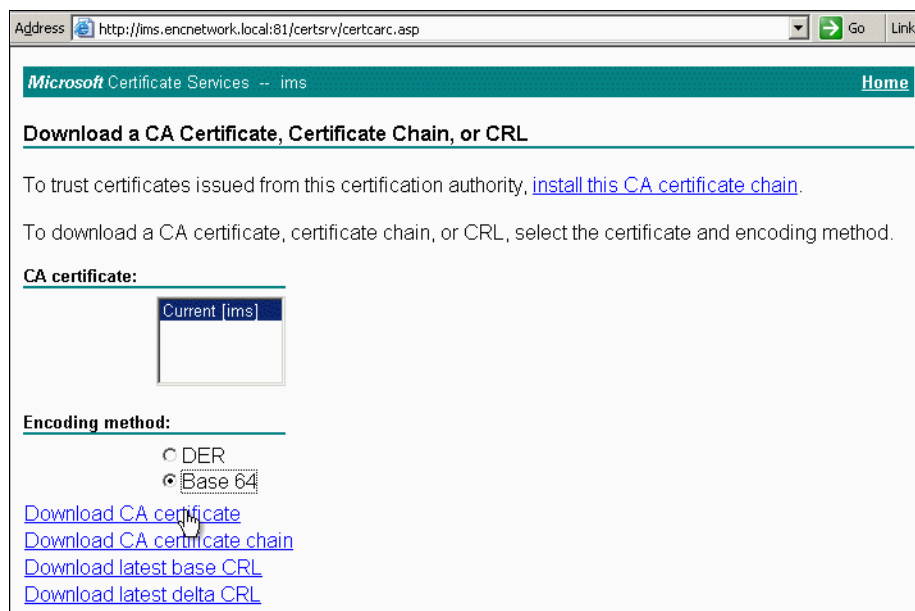 Address http://ims.encnetwork.local:81/certsrv/certcarc.asp Go Link
Microsoft Certificate Services -- ims Home
Download a CA Certificate, Certificate Chain, or CRL
To trust certificates issued from this certification authority, install this CA certificate chain.
To download a CA certificate, certificate chain, or CRL, select the certificate and encoding method.
CA certificate:
Current [ims]
Encoding method:
DER
Base 64
Download CA certificate
Download CA certificate chain
Download latest base CRL
Download latest delta CRL